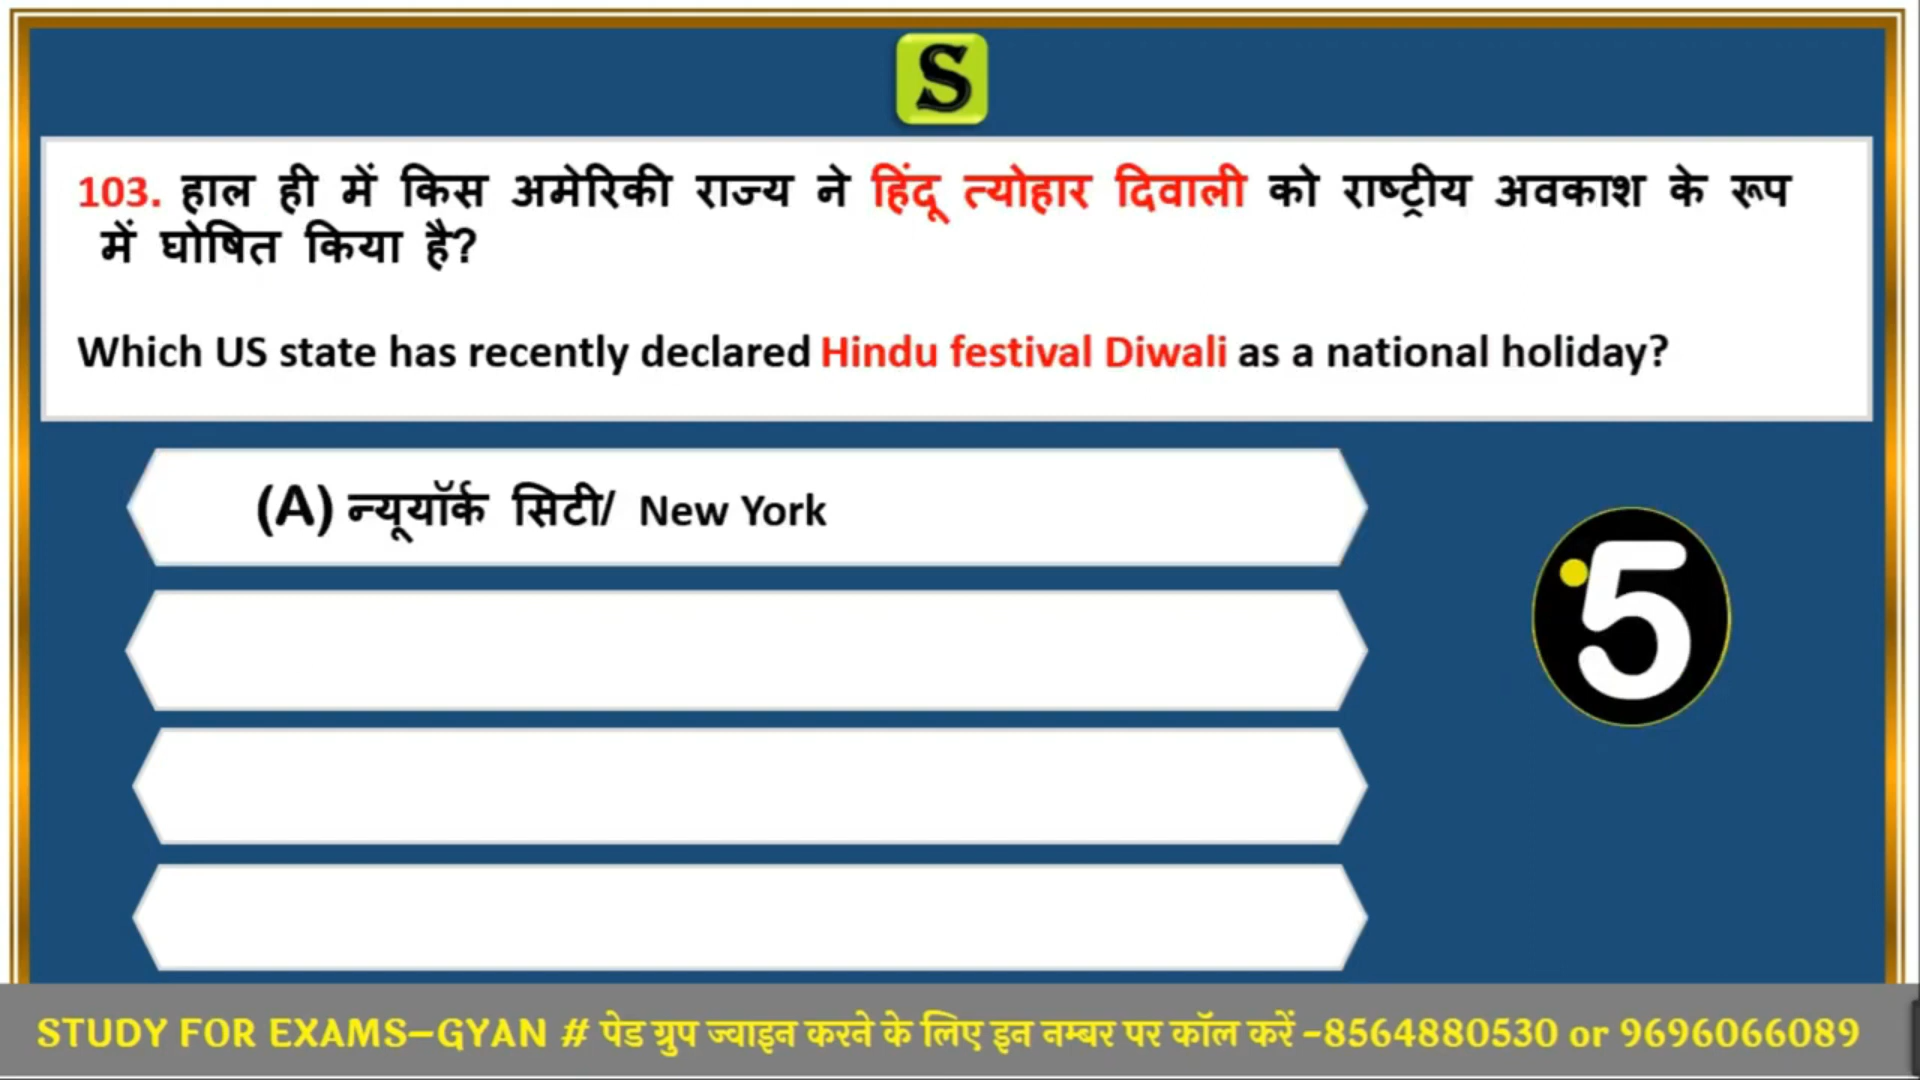 S
103. हाल ही में किस अमेरिकी राज्य ने हिंदू त्योहार दिवाली को राष्ट्रीय अवकाश के रूप
में घोषित किया है?
Which US state has recently declared Hindu festival Diwali as a national holiday?
(A) न्यूयॉर्क सिटी/ New York
5
STUDY FOR EXAMS–GYAN # पेड ग्रुप ज्वाइन करने के लिए इन नम्बर पर कॉल करें -8564880530 or 9696066089